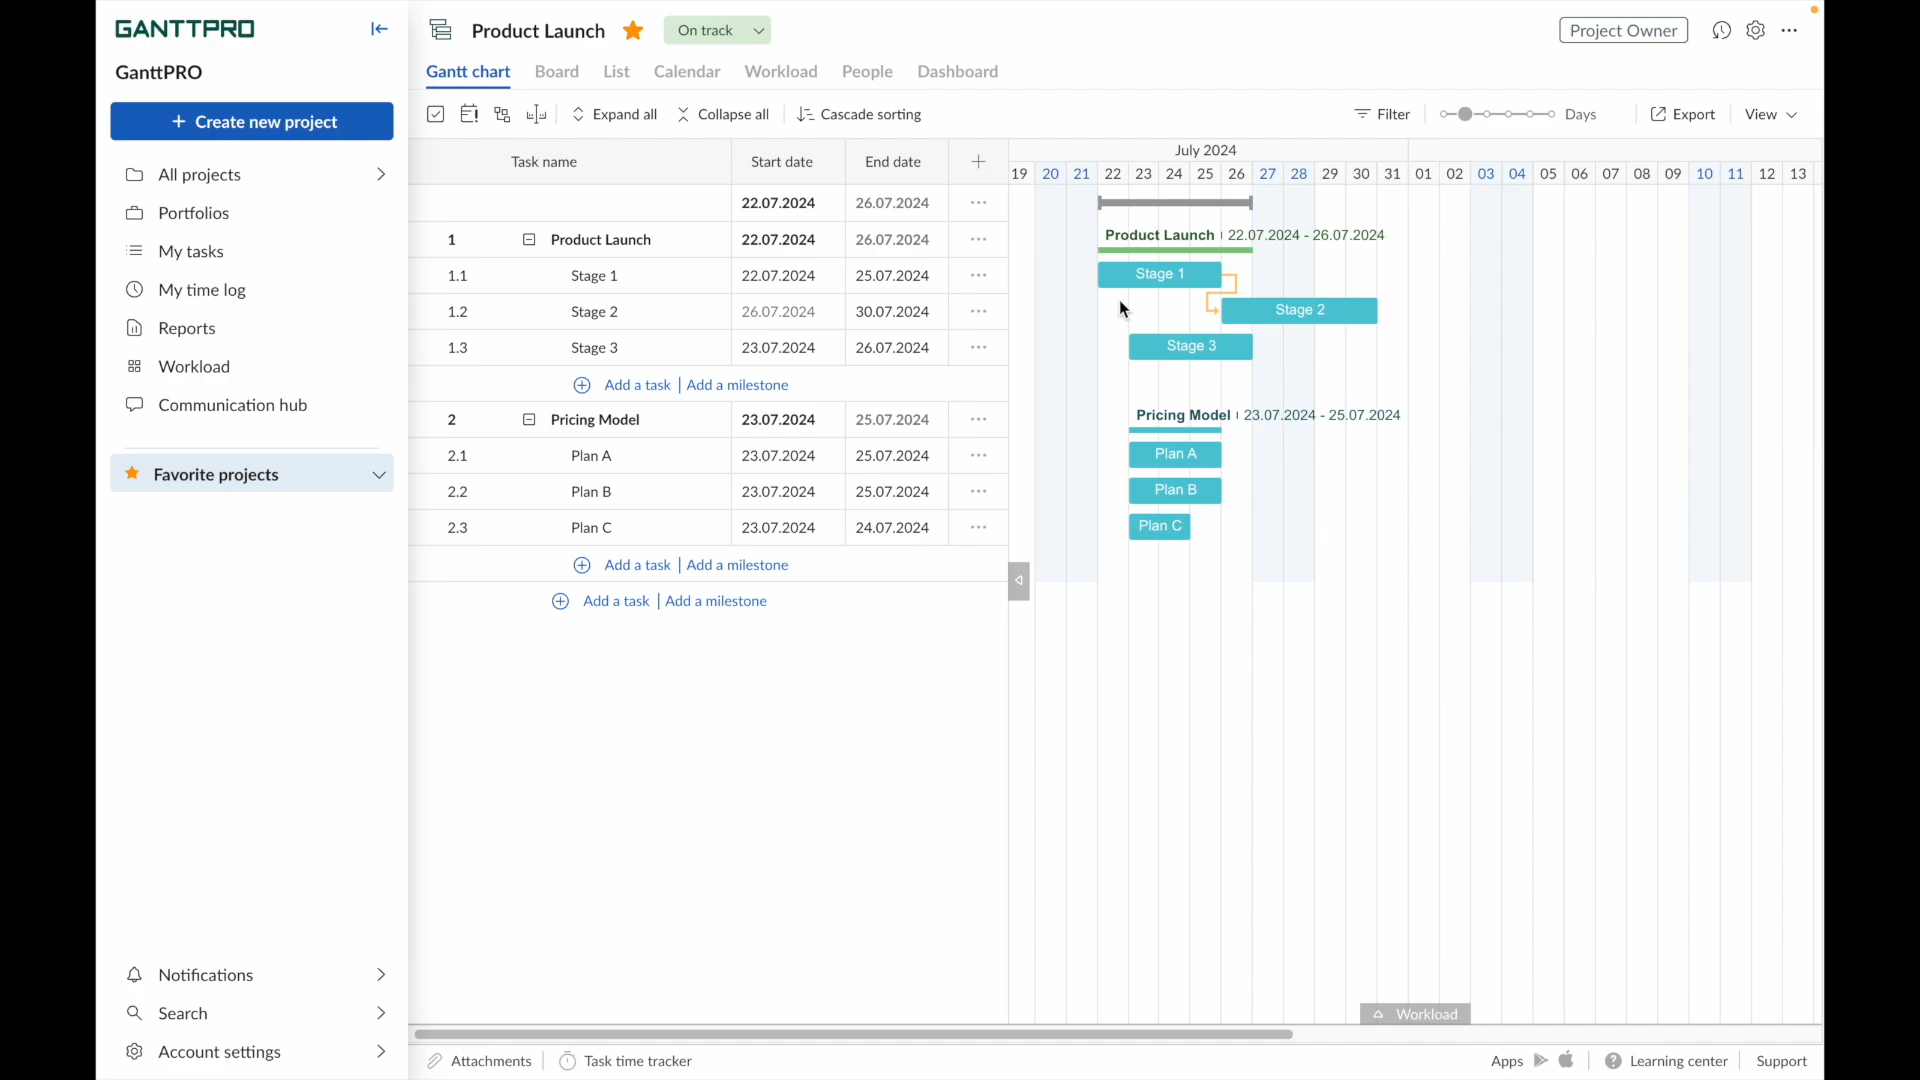 GANTTPRO
GanttPRO
+ Create new project
All projects
Portfolios
My tasks
My time log
Reports
Workload
Communication hub
Favorite projects
Notifications
Search
Account settings
Product Launch On track Project Owner
Gantt chart Board List Calendar Workload People Dashboard
Expand all Collapse all Cascade sorting Filter Days Export View
Task name Start date End date +
July 2024
19 20 21 22 23 24 25 26 27 28 29 30 31 01 02 03 04 05 06 07 08 09 10 11 12 13
22.07.2024 26.07.2024
1 Product Launch 22.07.2024 26.07.2024
1.1 Stage 1 22.07.2024 25.07.2024
1.2 Stage 2 26.07.2024 30.07.2024
1.3 Stage 3 23.07.2024 26.07.2024
Add a task | Add a milestone
2 Pricing Model 23.07.2024 25.07.2024
2.1 Plan A 23.07.2024 25.07.2024
2.2 Plan B 23.07.2024 25.07.2024
2.3 Plan C 23.07.2024 24.07.2024
Add a task | Add a milestone
Add a task | Add a milestone
Product Launch 22.07.2024 - 26.07.2024
Stage 1
Stage 2
Stage 3
Pricing Model 23.07.2024 - 25.07.2024
Plan A
Plan B
Plan C
Workload
Attachments Task time tracker Apps Learning center Support